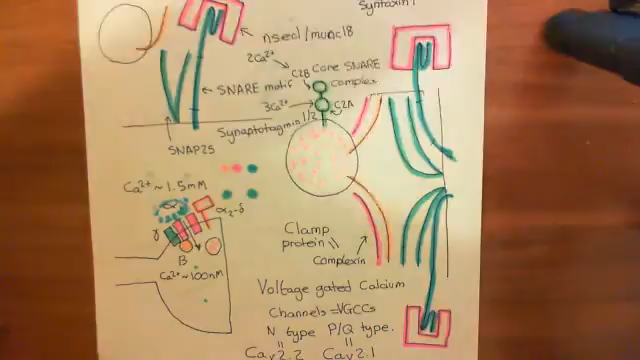 Syntaxin1
nsec1/munc18
2Ca²⁺
C2B
Core SNARE
complex
SNARE motif
3Ca²⁺
C2A
Synaptotagmin 1/2
SNAP25
Ca²⁺ ~ 1.5mM
α₂-δ
γ
β
Ca²⁺ ~ 100nM
Clamp
protein
Complexin
Voltage gated Calcium
Channels = VGCCs
N type P/Q type.
Cav2.2 Cav2.1